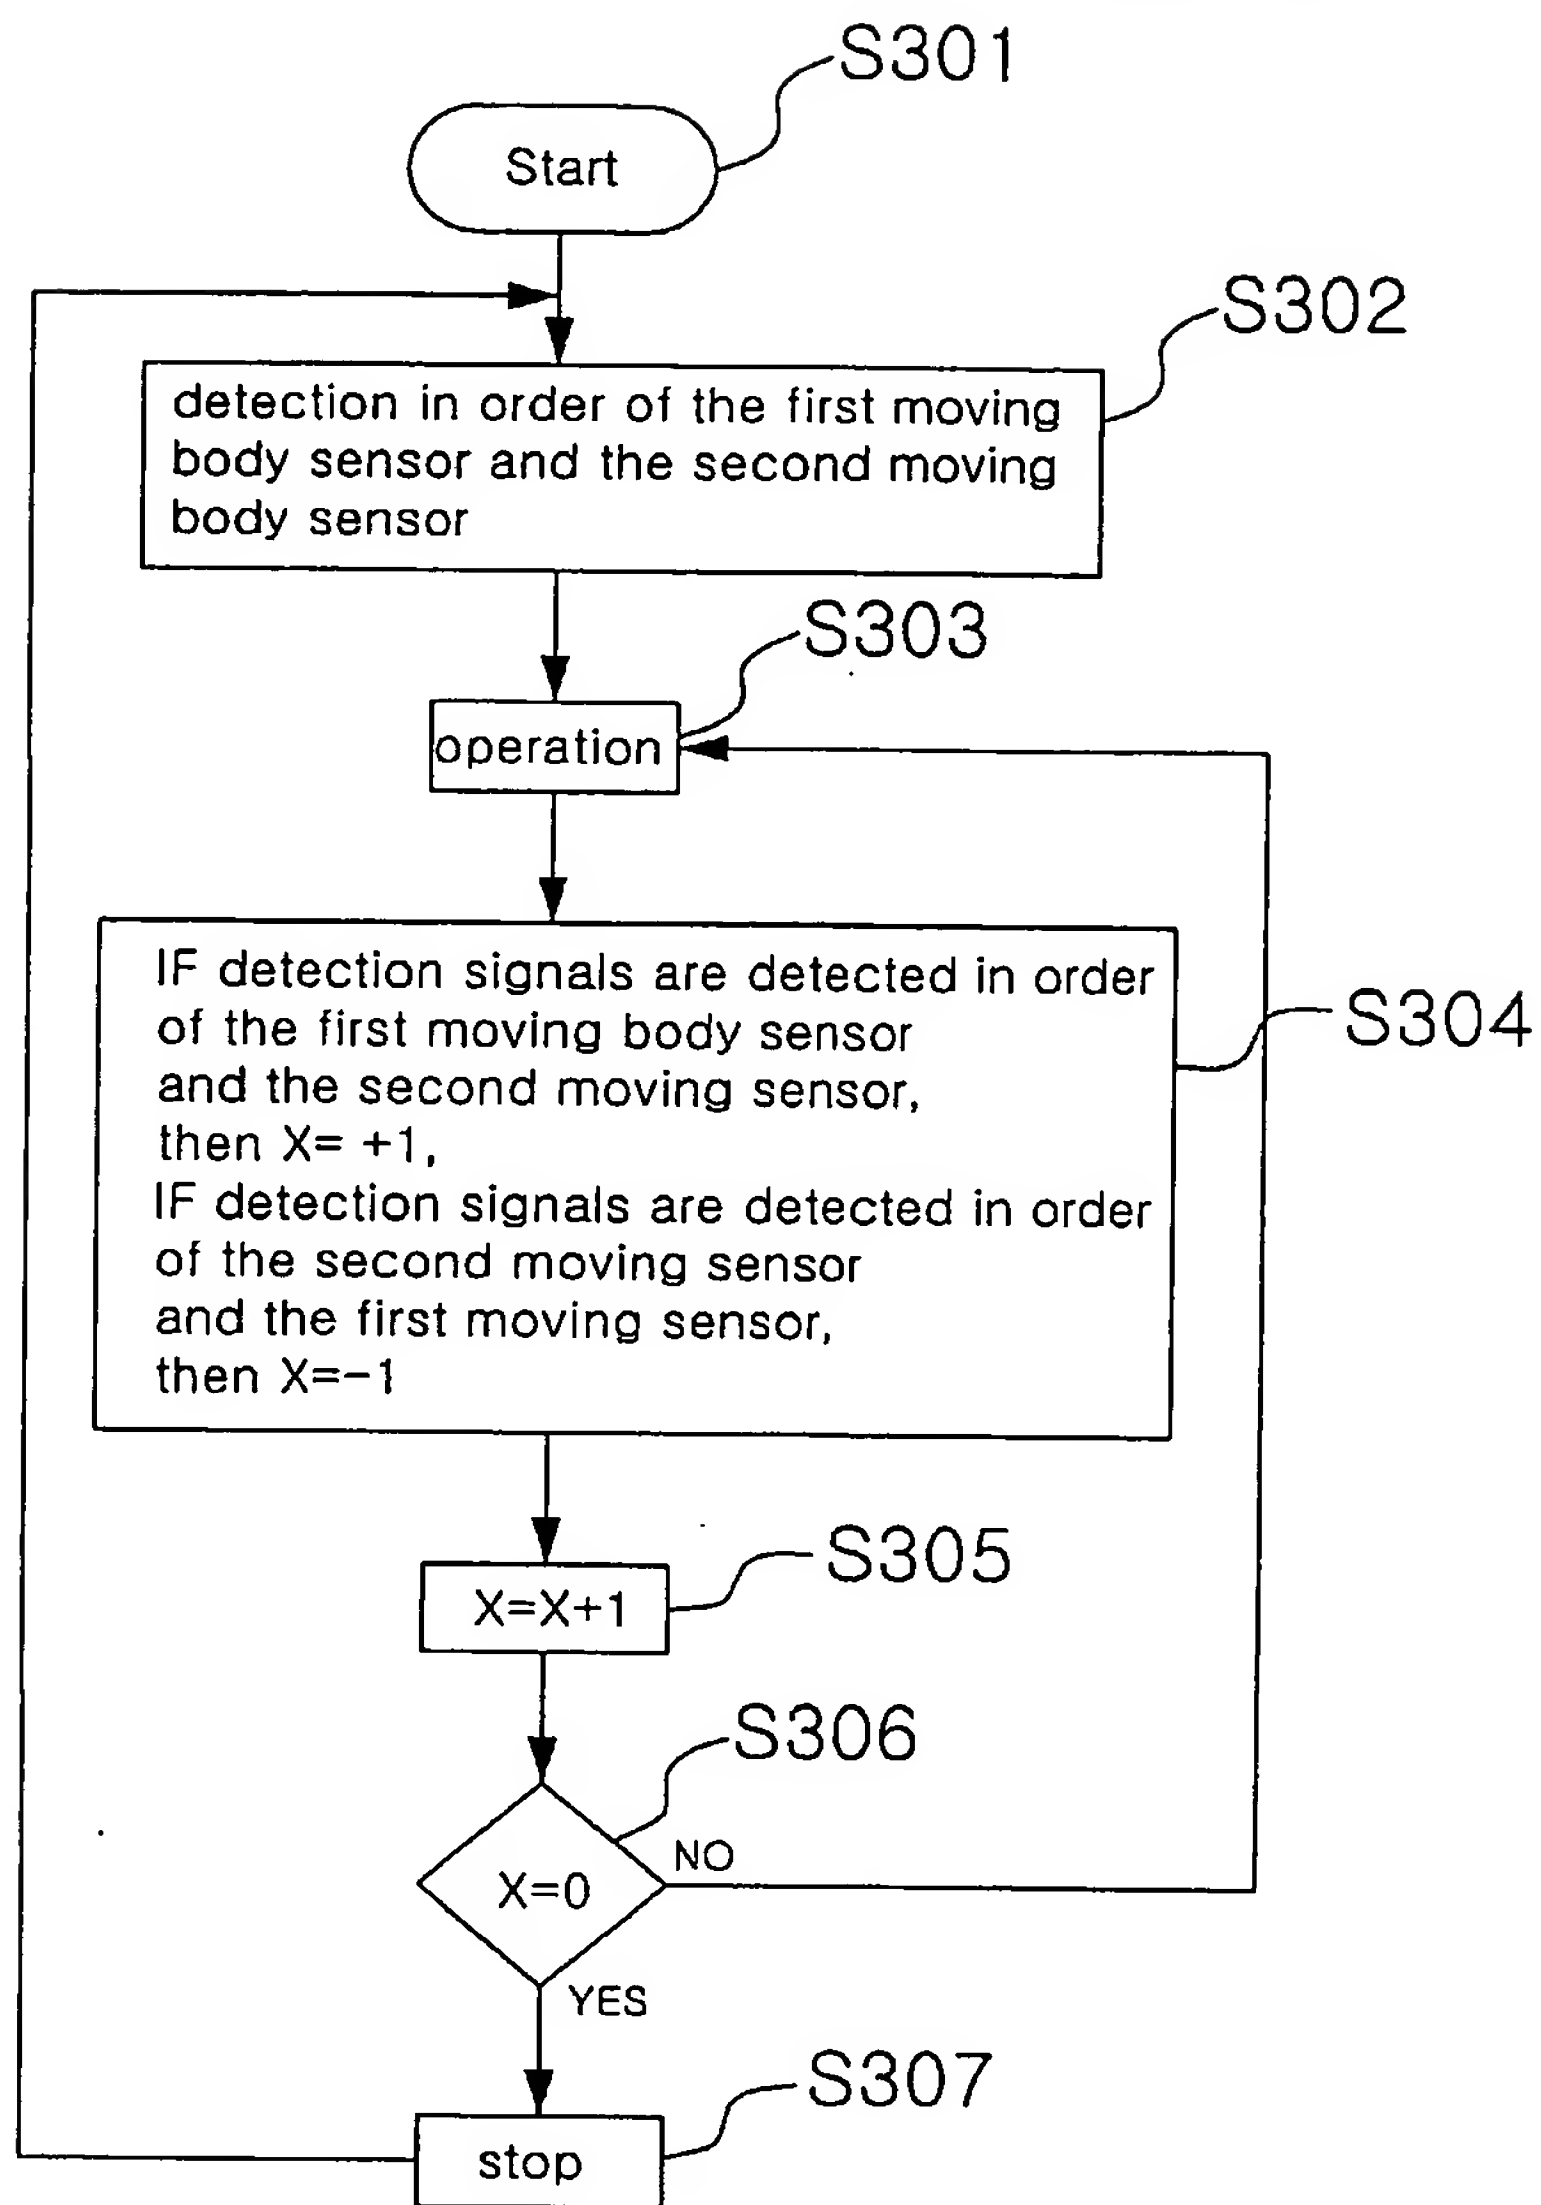 S301
Start
S302
detection in order of the first moving
body sensor and the second moving
body sensor
S303
operation
IF detection signals are detected in order
of the first moving body sensor
and the second moving sensor,
then X= +1,
IF detection signals are detected in order
of the second moving sensor
and the first moving sensor,
then X=-1
S304
S305
X=X+1
S306
NO
X=0
YES
S307
stop